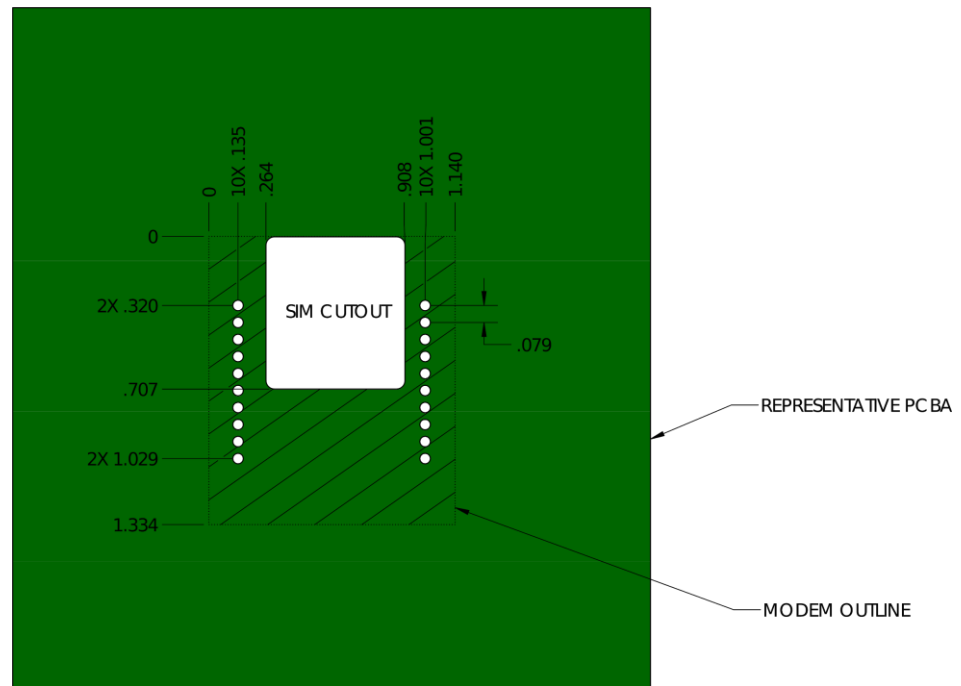 0
10X .135
.264
.908
10X 1.001
1.140
0
2X .320
SIM CUTOUT
.079
.707
REPRESENTATIVE PCBA
2X 1.029
1.334
MODEM OUTLINE